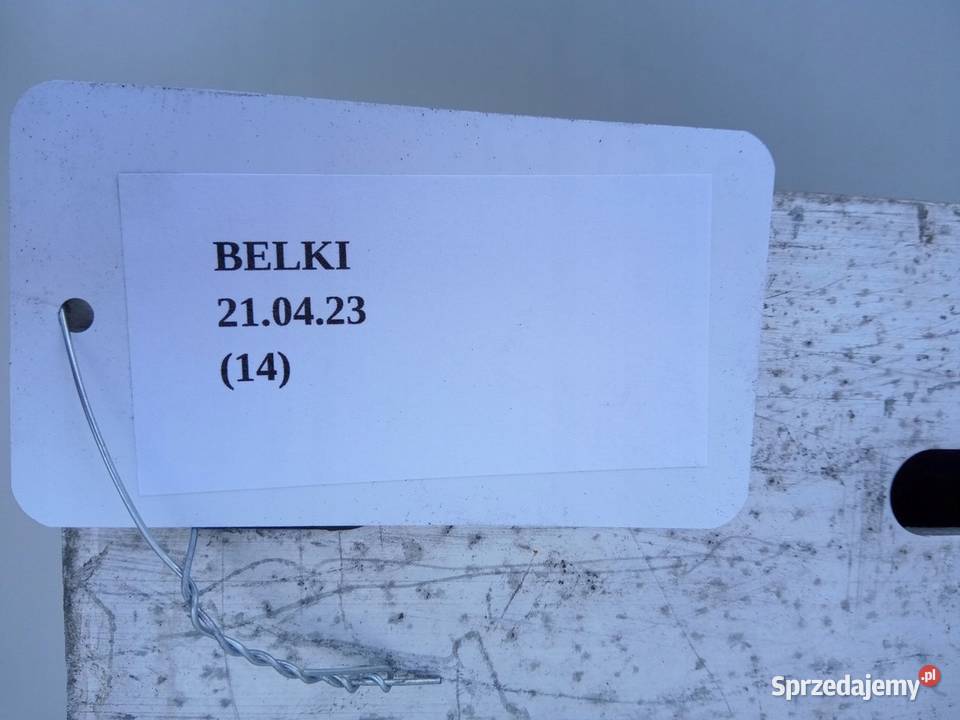 BELKI
21.04.23
(14)
Sprzedajemy.pl